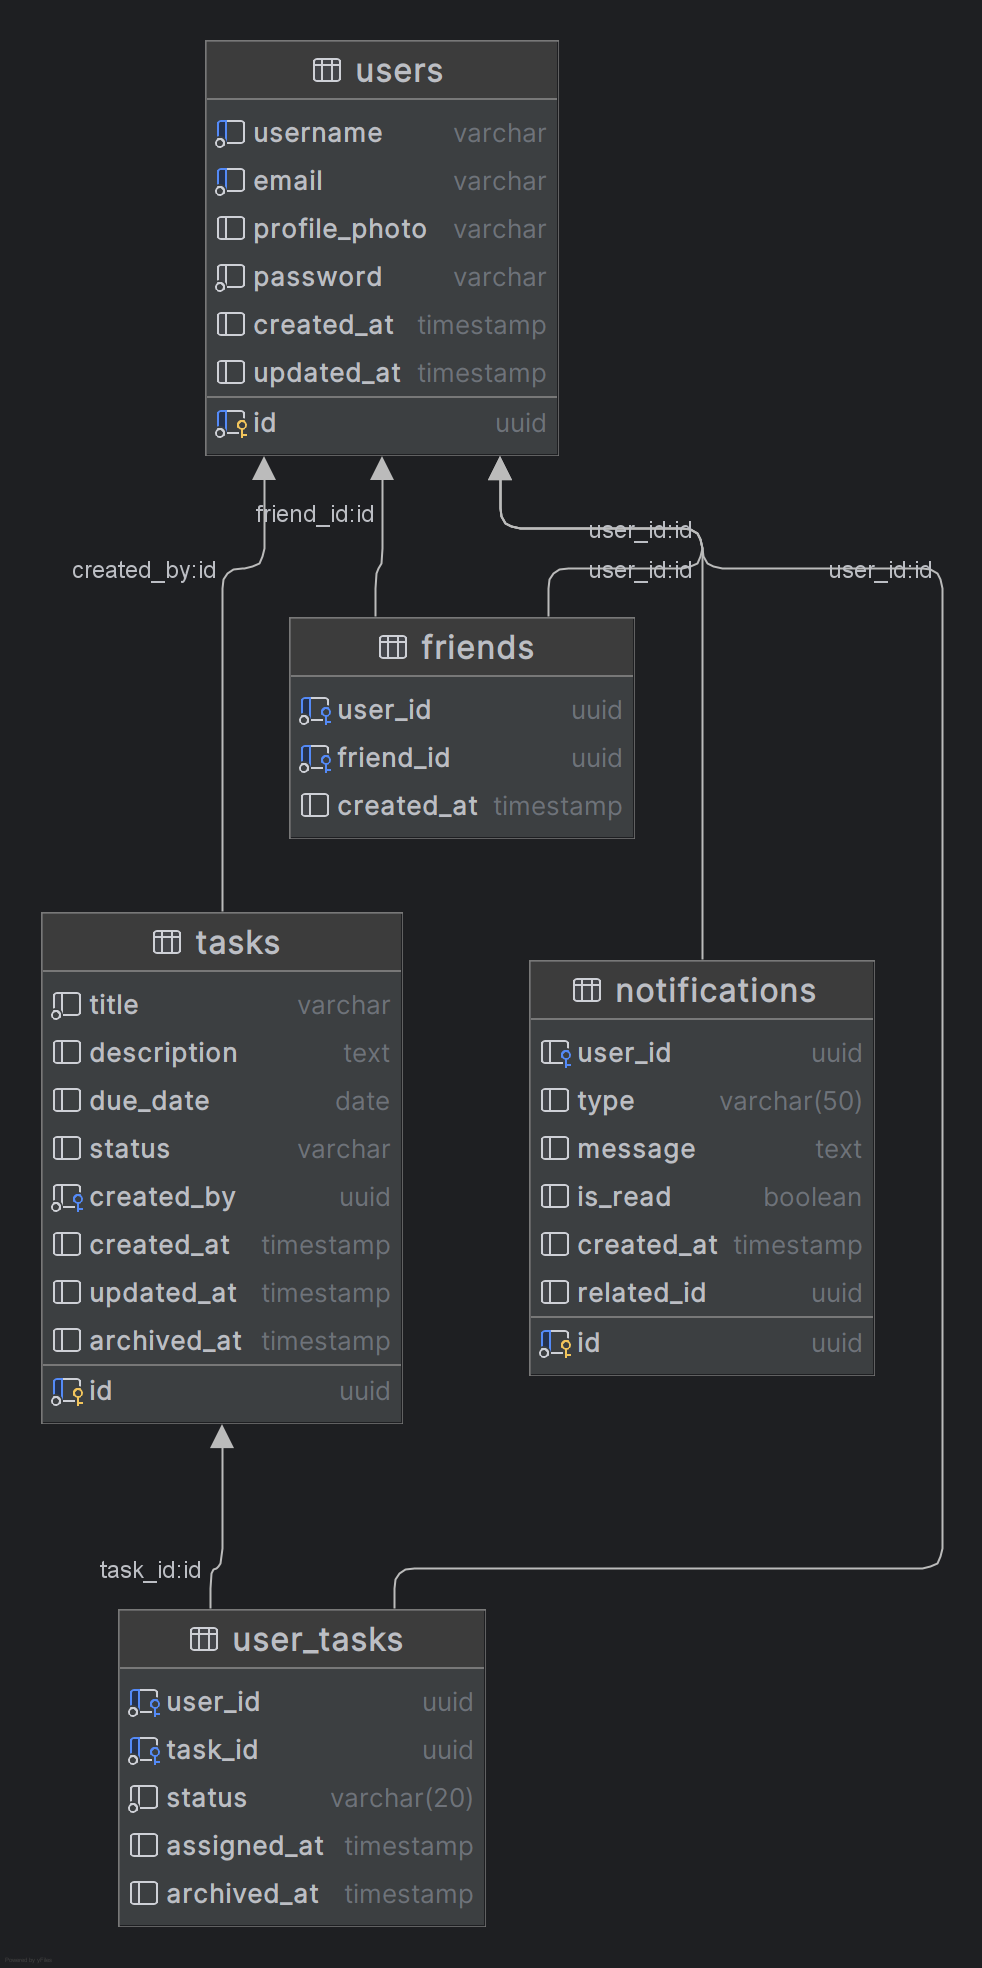 users
username varchar
email varchar
profile_photo varchar
password varchar
created_at timestamp
updated_at timestamp
id uuid
friend_id:id
user_id:id
created_by:id
user_id:id
user_id:id
friends
user_id uuid
friend_id uuid
created_at timestamp
tasks
title varchar
description text
due_date date
status varchar
created_by uuid
created_at timestamp
updated_at timestamp
archived_at timestamp
id uuid
notifications
user_id uuid
type varchar(50)
message text
is_read boolean
created_at timestamp
related_id uuid
id uuid
task_id:id
user_tasks
user_id uuid
task_id uuid
status varchar(20)
assigned_at timestamp
archived_at timestamp
Powered by yFiles